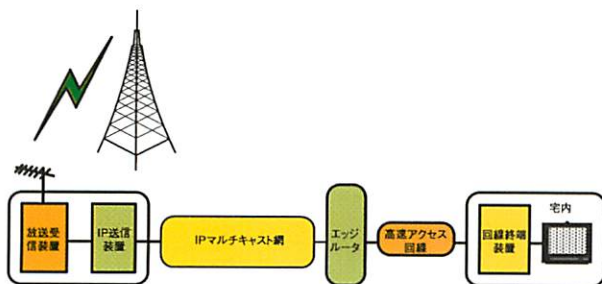 放送受
信装置
IP送信
装置
IPマルチキャスト網
エッジ
ルータ
高速アクセス
回線
回線終端
装置
宅内